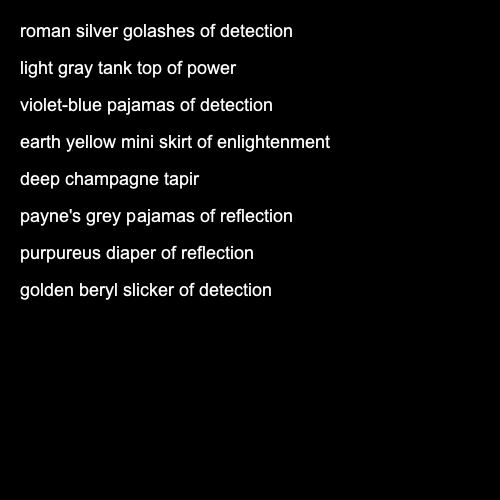 roman silver golashes of detection
light gray tank top of power
violet-blue pajamas of detection
earth yellow mini skirt of enlightenment
deep champagne tapir
payne's grey pajamas of reflection
purpureus diaper of reflection
golden beryl slicker of detection